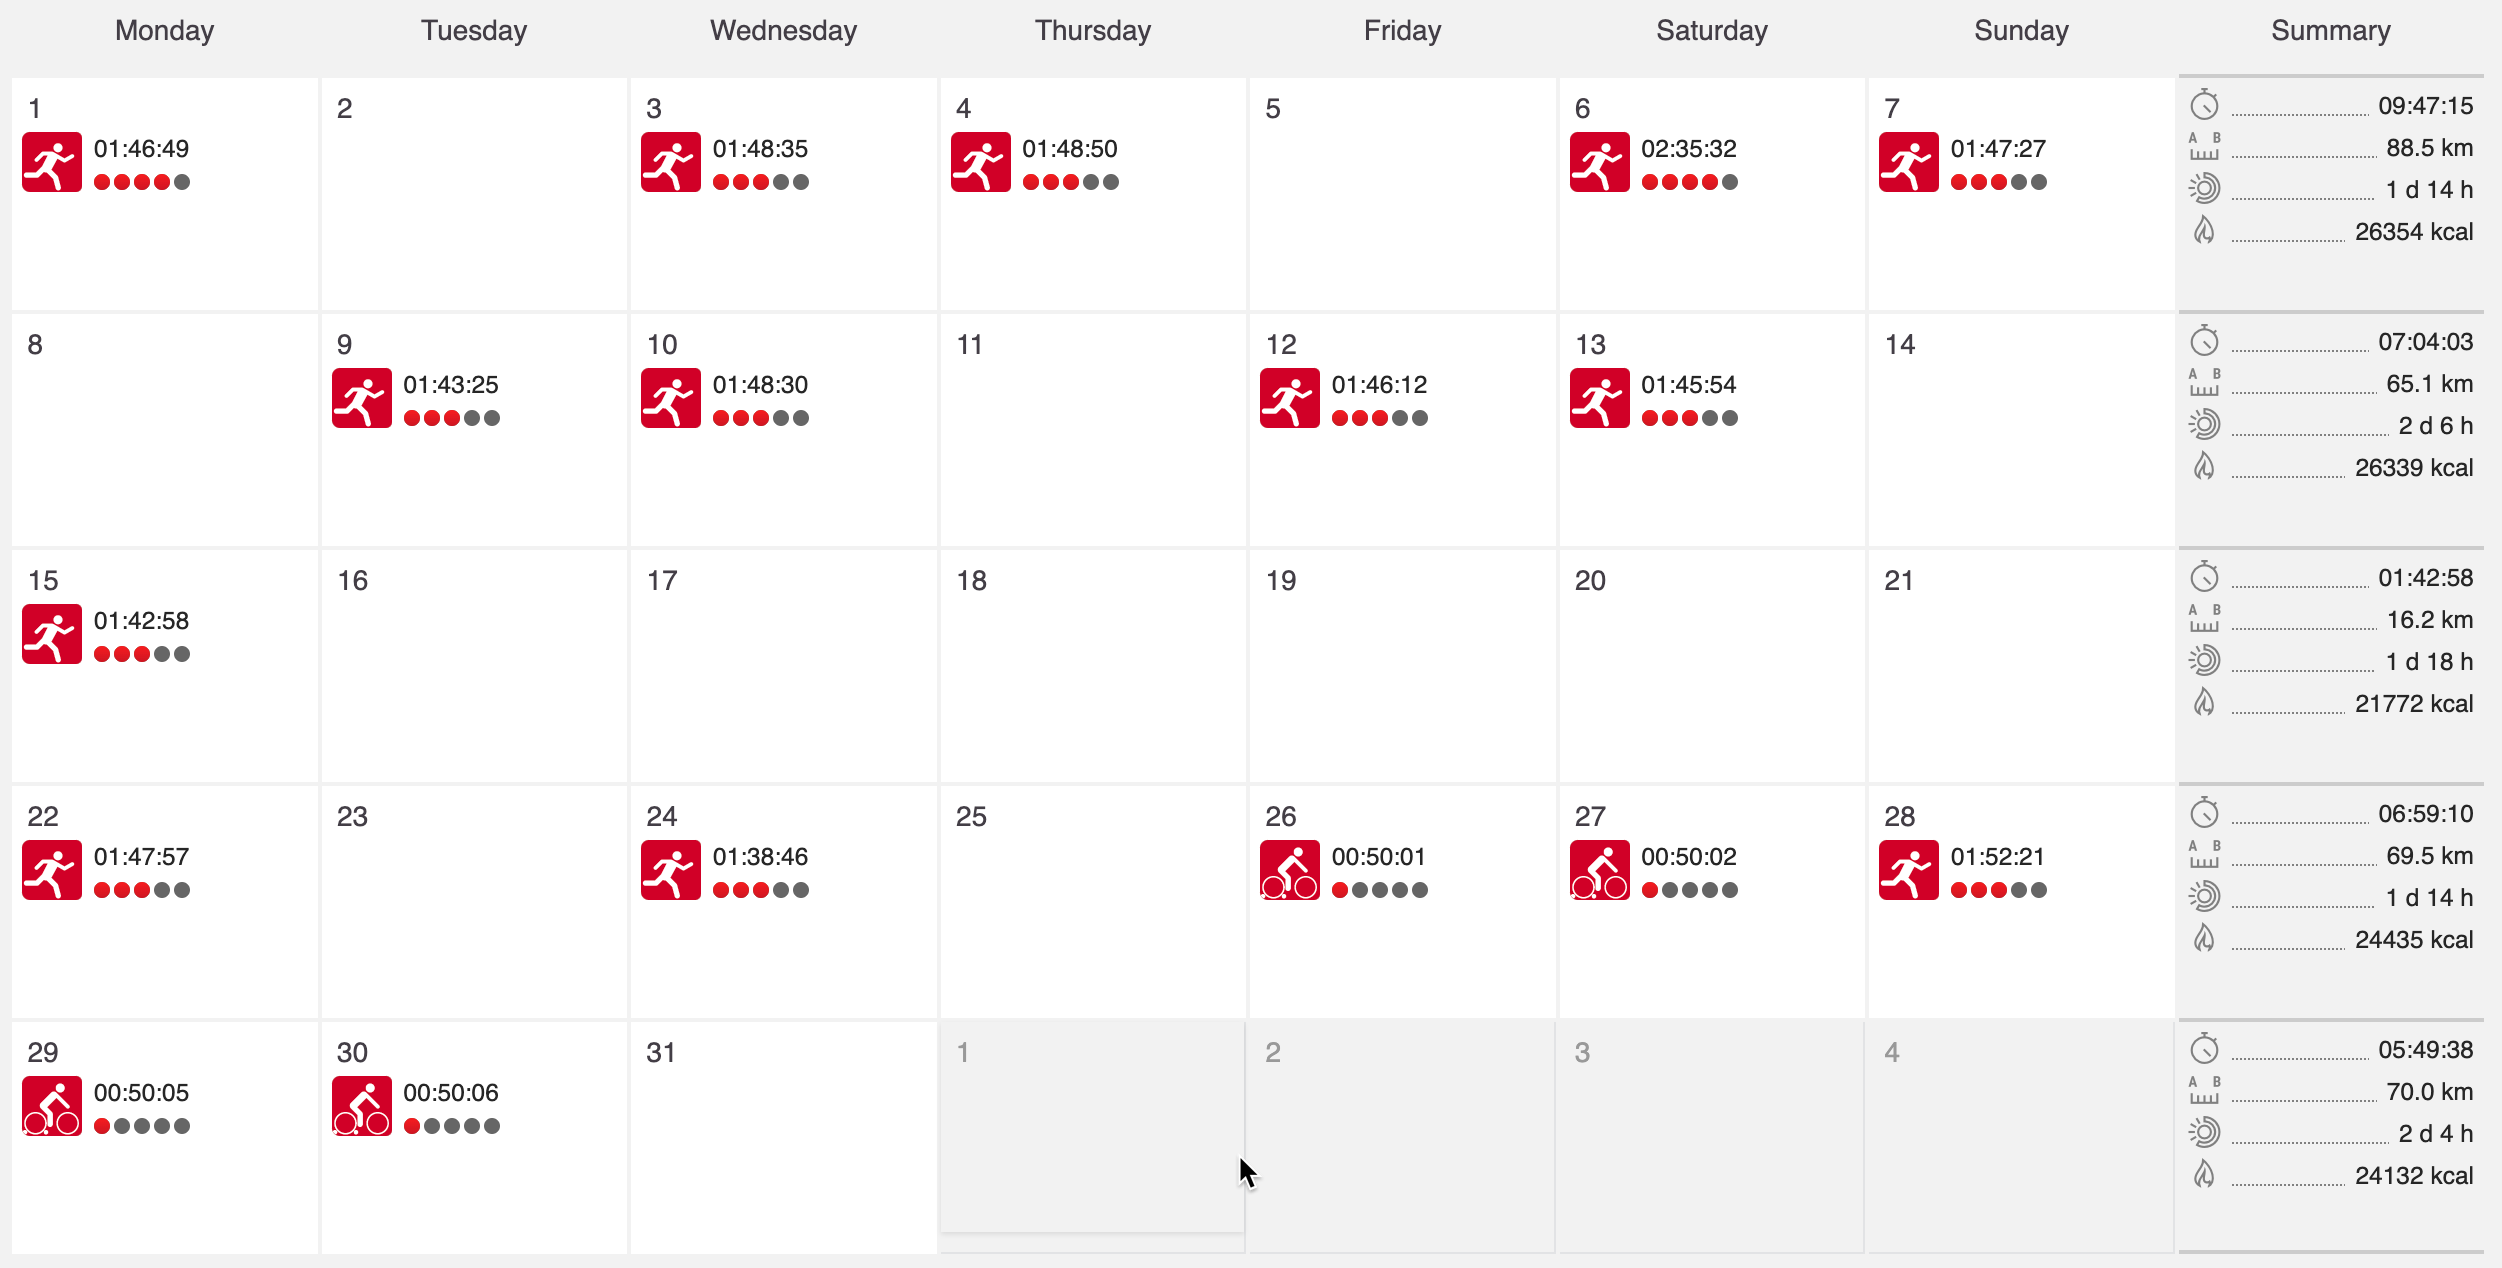 Monday Tuesday Wednesday Thursday Friday Saturday Sunday Summary
1 2 3 4 5 6 7
01:46:49 01:48:35 01:48:50 02:35:32 01:47:27
09:47:15
A B 88.5 km
1 d 14 h
26354 kcal
8 9 10 11 12 13 14
01:43:25 01:48:30 01:46:12 01:45:54
07:04:03
A B 65.1 km
2 d 6 h
26339 kcal
15 16 17 18 19 20 21
01:42:58
01:42:58
A B 16.2 km
1 d 18 h
21772 kcal
22 23 24 25 26 27 28
01:47:57 01:38:46 00:50:01 00:50:02 01:52:21
06:59:10
A B 69.5 km
1 d 14 h
24435 kcal
29 30 31 1 2 3 4
00:50:05 00:50:06
05:49:38
A B 70.0 km
2 d 4 h
24132 kcal